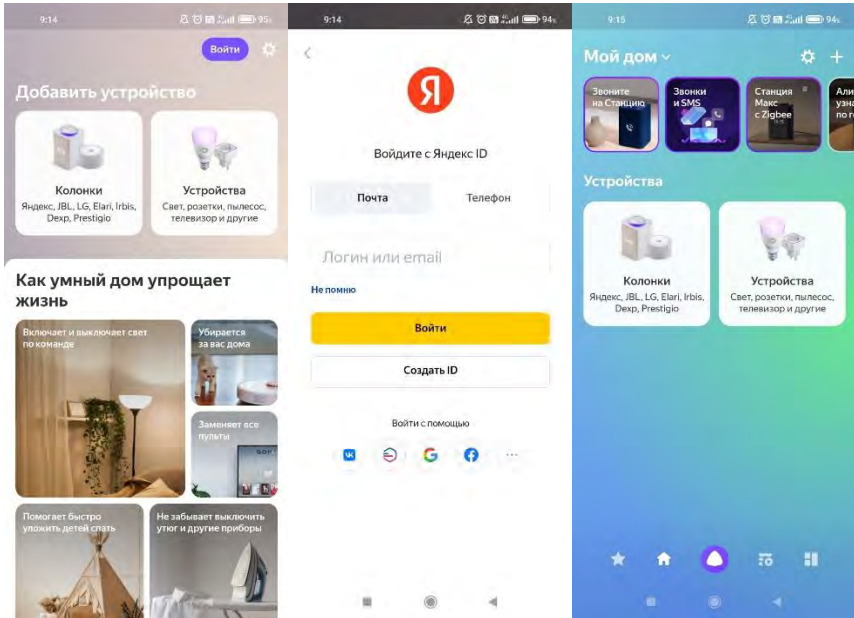 9:14
95%
Войти
Добавить устройство
Колонки
Яндекс, JBL, LG, Elari, Irbis,
Dexp, Prestigio
Устройства
Свет, розетки, пылесос,
телевизор и другие
Как умный дом упрощает
жизнь
Включает и выключает свет
по команде
Убирается
за вас дома
Заменяет все
пульты
Помогает быстро
уложить детей спать
Не забывает выключить
утюг и другие приборы
9:14
94%
Я
Войдите с Яндекс ID
Почта
Телефон
Логин или email
Не помню
Войти
Создать ID
Войти с помощью
9:15
94%
Мой дом
Звоните
на Станцию
Звонки
и SMS
Станция
Макс
с Zigbee
Али
узна
по го
Устройства
Колонки
Яндекс, JBL, LG, Elari, Irbis,
Dexp, Prestigio
Устройства
Свет, розетки, пылесос,
телевизор и другие